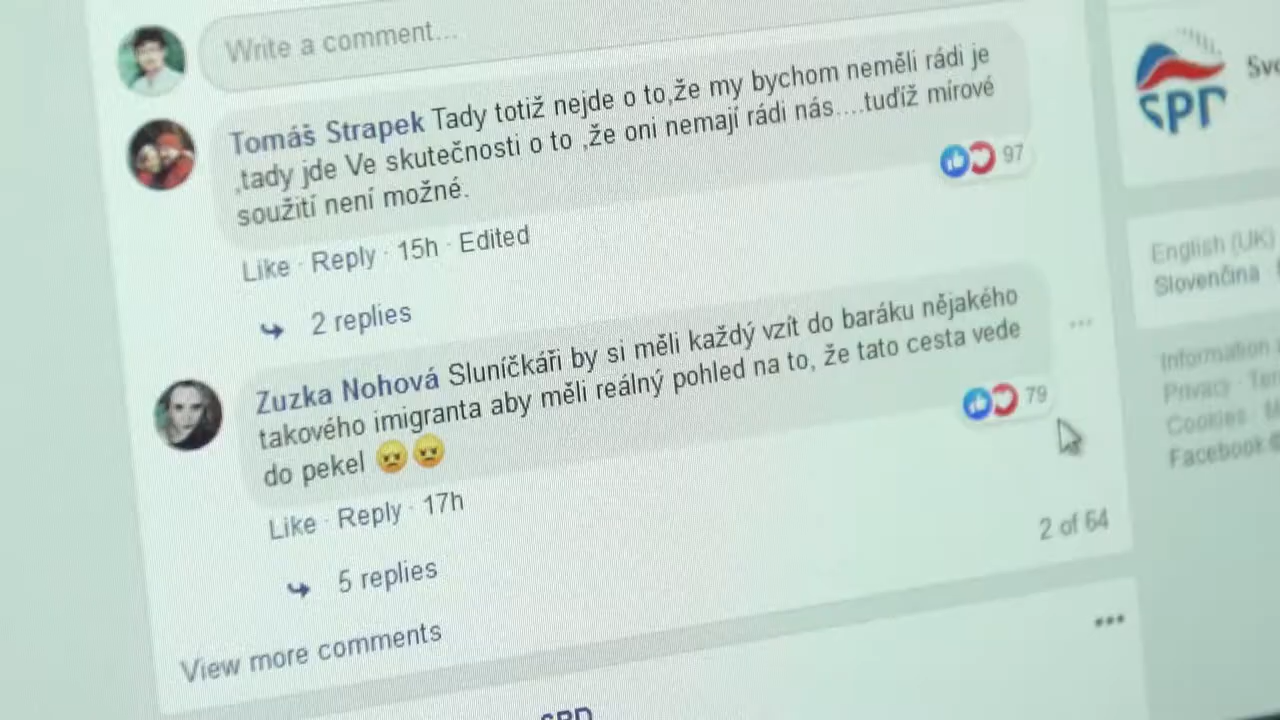 Write a comment...
Tomáš Strapek Tady totiž nejde o to,že my bychom neměli rádi je
,tady jde Ve skutečnosti o to ,že oni nemají rádi nás....tudíž mírové
soužití není možné.
97
Like · Reply · 15h · Edited
2 replies
Zuzka Nohová Sluníčkáři by si měli každý vzít do baráku nějakého
takového imigranta aby měli reálný pohled na to, že tato cesta vede
do pekel 😠😠
79
Like · Reply · 17h
5 replies
2 of 64
View more comments
SPD
SPD
English (UK)
Slovenčina
Information
Privacy ·
Cookies ·
Facebook